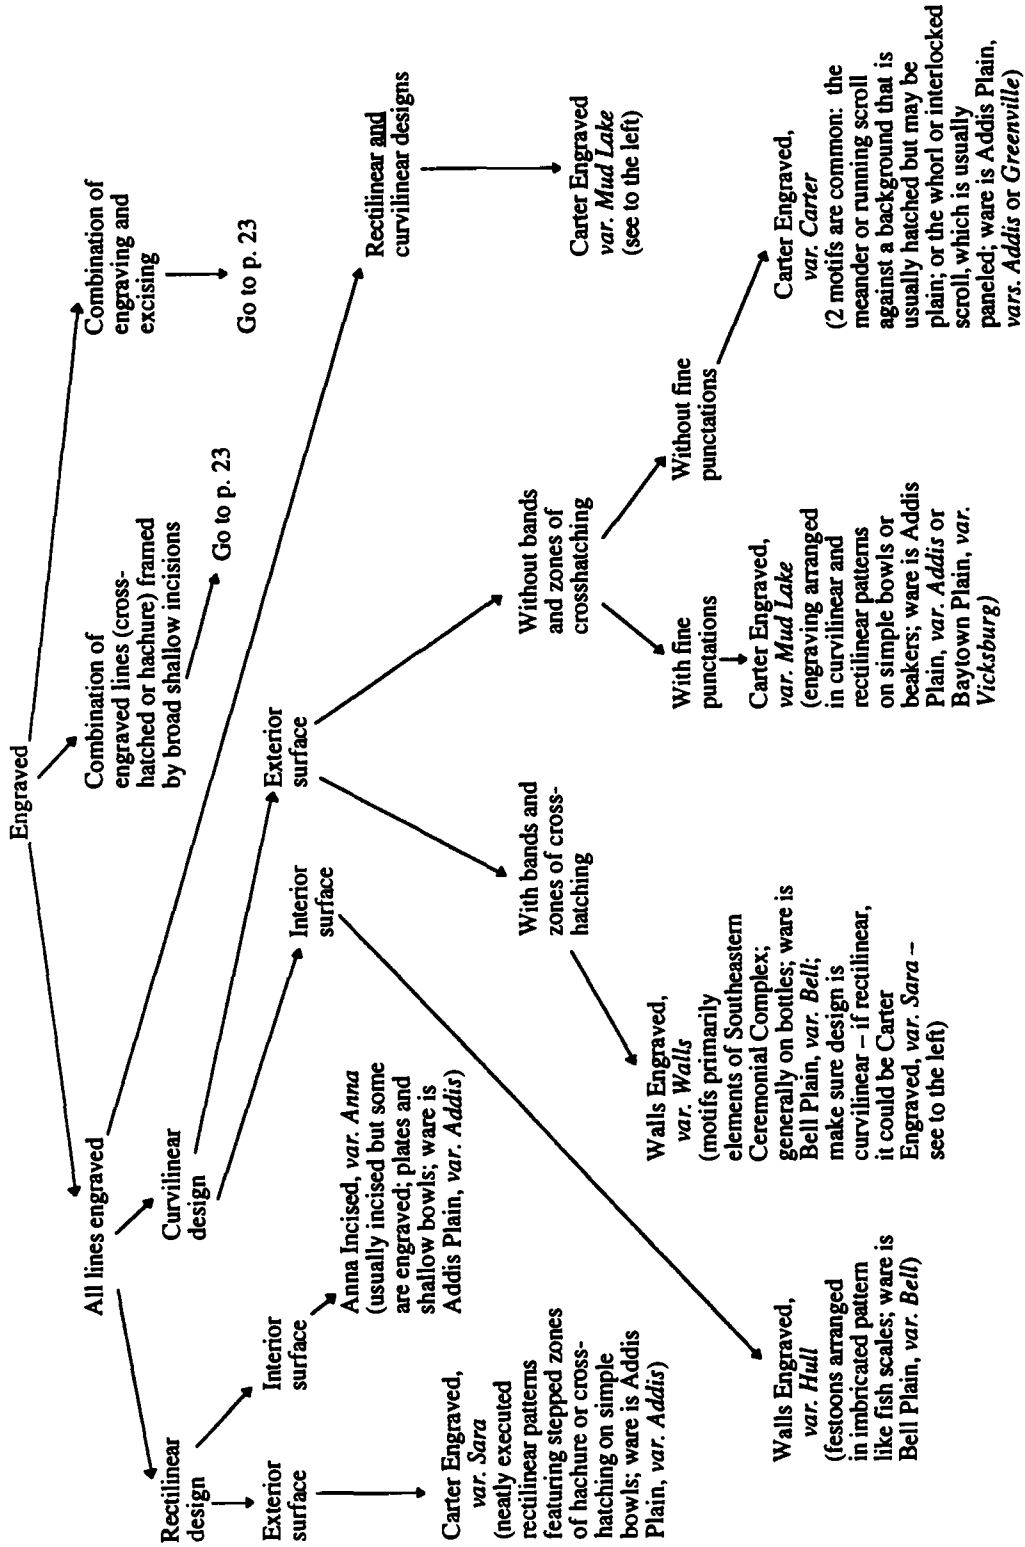 Engraved
All lines engraved
Combination of
engraved lines (cross-
hatched or hachure) framed
by broad shallow incisions
Go to p. 23
Combination of
engraving and
excising
Go to p. 23
Rectilinear
design
Curvilinear
design
Rectilinear and
curvilinear designs
Exterior
surface
Interior
surface
Interior
surface
Exterior
surface
Carter Engraved,
var. Sara
(neatly executed
rectilinear patterns
featuring stepped zones
of hachure or cross-
hatching on simple
bowls; ware is Addis
Plain, var. Addis)
Anna Incised, var. Anna
(usually incised but some
are engraved; plates and
shallow bowls; ware is
Addis Plain, var. Addis)
With bands and
zones of cross-
hatching
Without bands
and zones of
crosshatching
Carter Engraved
var. Mud Lake
(see to the left)
Walls Engraved,
var. Walls
(motifs primarily
elements of Southeastern
Ceremonial Complex;
generally on bottles; ware is
Bell Plain, var. Bell;
make sure design is
curvilinear – if rectilinear,
it could be Carter
Engraved, var. Sara –
see to the left)
With fine
punctations
Without fine
punctations
Walls Engraved,
var. Hull
(festoons arranged
in imbricated pattern
like fish scales; ware is
Bell Plain, var. Bell)
Carter Engraved,
var. Mud Lake
(engraving arranged
in curvilinear and
rectilinear patterns
on simple bowls or
beakers; ware is Addis
Plain, var. Addis or
Baytown Plain, var.
Vicksburg)
Carter Engraved,
var. Carter
(2 motifs are common: the
meander or running scroll
against a background that is
usually hatched but may be
plain; or the whorl or interlocked
scroll, which is usually
paneled; ware is Addis Plain,
vars. Addis or Greenville)